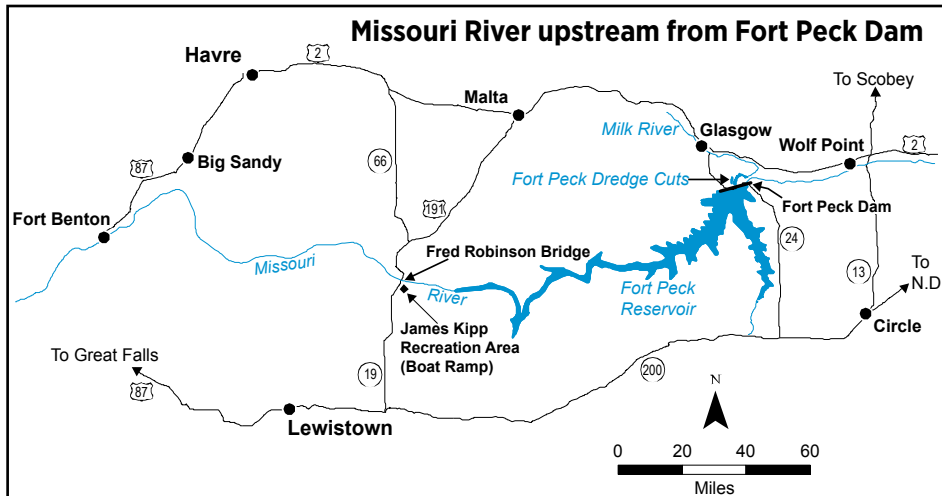 Missouri River upstream from Fort Peck Dam
Havre
2
To Scobey
Malta
Milk River
Glasgow
Wolf Point
2
87
Big Sandy
66
Fort Peck Dredge Cuts
Fort Benton
191
Fort Peck Dam
Missouri
Fred Robinson Bridge
24
River
Fort Peck
Reservoir
13
To
N.D
James Kipp
Recreation Area
(Boat Ramp)
Circle
To Great Falls
19
200
87
Lewistown
N
0 20 40 60
Miles